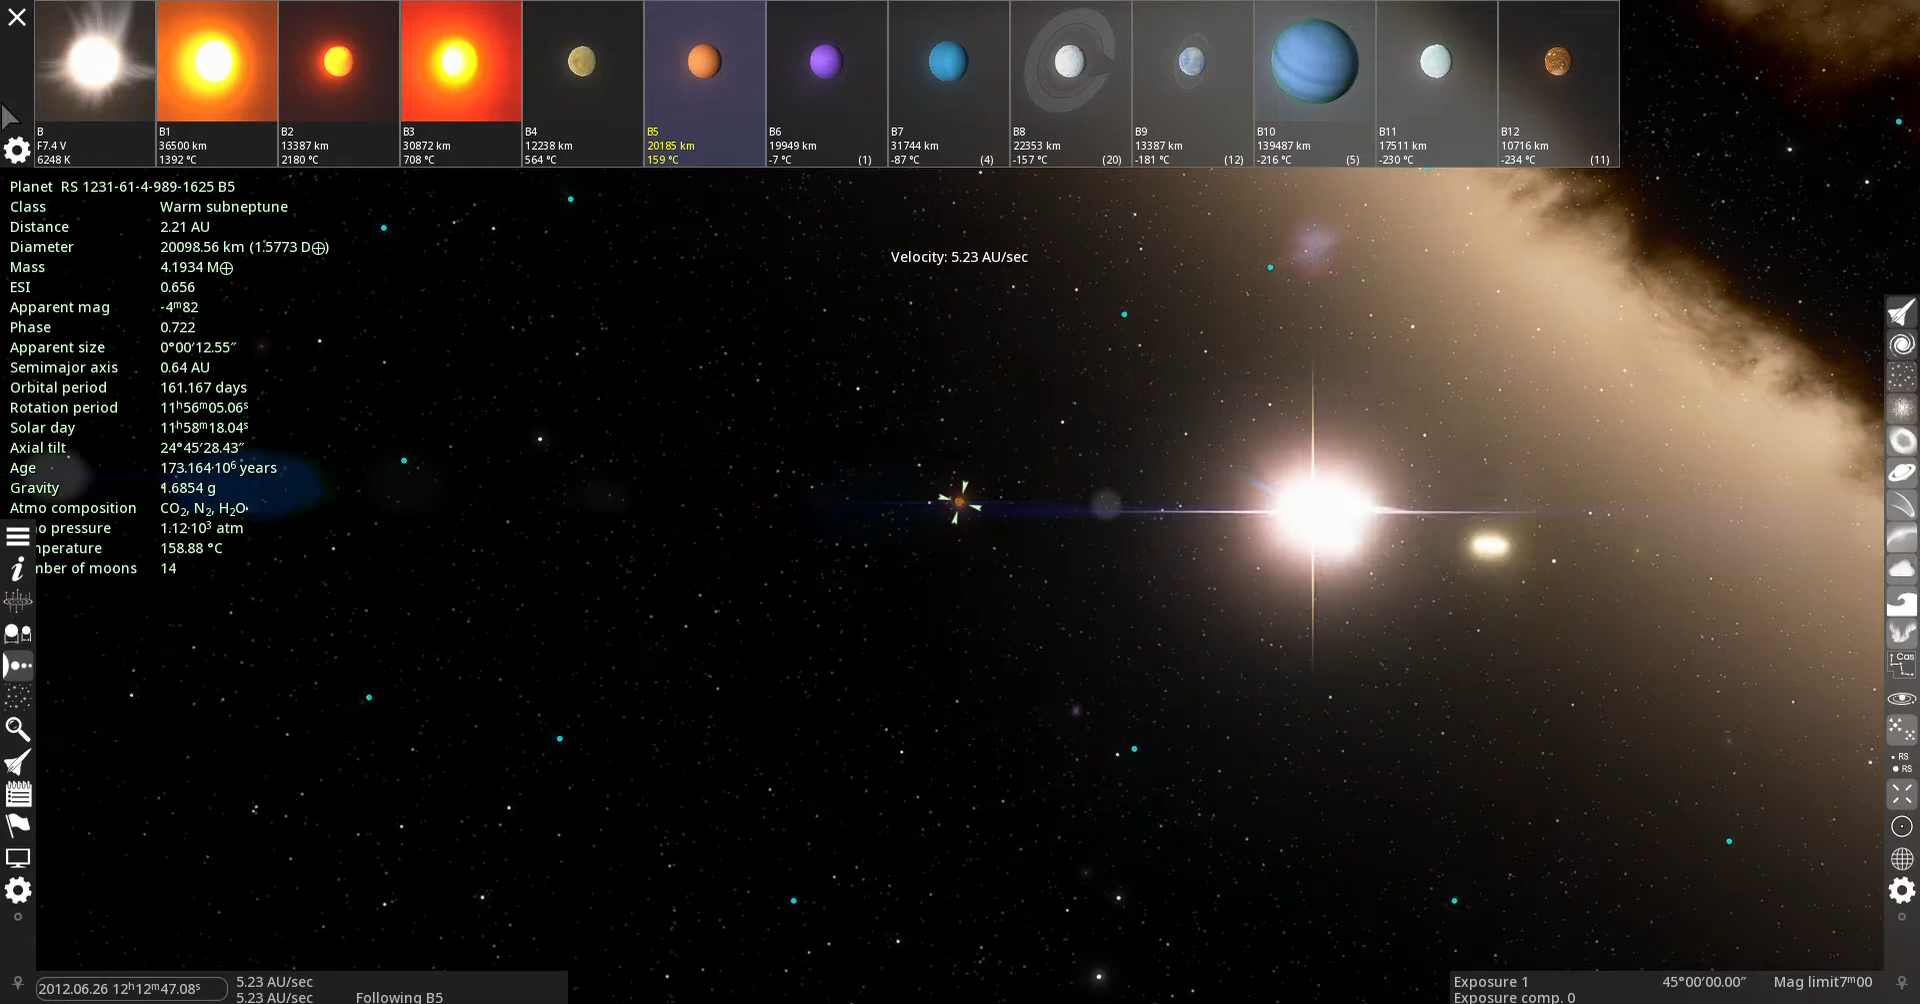 B
F7.4 V
6248 K
B1
36500 km
1392 °C
B2
13387 km
2180 °C
B3
30872 km
708 °C
B4
12238 km
564 °C
B5
20185 km
159 °C
B6
19949 km
-7 °C (1)
B7
31744 km
-87 °C (4)
B8
22353 km
-157 °C (20)
B9
13387 km
-181 °C (12)
B10
139487 km
-216 °C (5)
B11
17511 km
-230 °C
B12
10716 km
-234 °C (11)
Planet RS 1231-61-4-989-1625 B5
Class Warm subneptune
Distance 2.21 AU
Diameter 20098.56 km (1.5773 D⊕)
Mass 4.1934 M⊕
ESI 0.656
Apparent mag -4ᵐ82
Phase 0.722
Apparent size 0°00′12.55″
Semimajor axis 0.64 AU
Orbital period 161.167 days
Rotation period 11ʰ56ᵐ05.06ˢ
Solar day 11ʰ58ᵐ18.04ˢ
Axial tilt 24°45′28.43″
Age 173.164·10⁶ years
Gravity 1.6854 g
Atmo composition CO₂, N₂, H₂O
no pressure 1.12·10³ atm
nperature 158.88 °C
mber of moons 14
Velocity: 5.23 AU/sec
Cas
RS
RS
2012.06.26 12ʰ12ᵐ47.08ˢ
5.23 AU/sec
5.23 AU/sec Following B5
Exposure 1 45°00′00.00″ Mag limit7ᵐ00
Exposure comp. 0